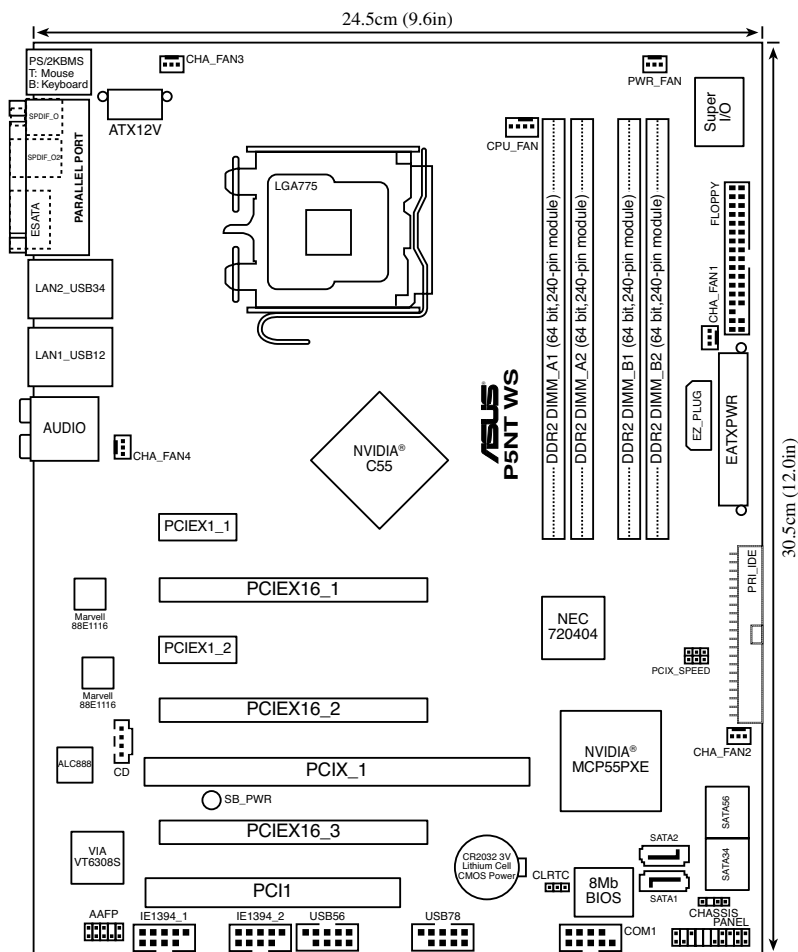 24.5cm (9.6in)
PS/2KBMS
T: Mouse
B: Keyboard
CHA_FAN3
PWR_FAN
Super
I/O
ATX12V
CPU_FAN
SPDIF_O
SPDIF_O2
ESATA
PARALLEL PORT
LGA775
DDR2 DIMM_A1 (64 bit,240-pin module)
DDR2 DIMM_A2 (64 bit,240-pin module)
DDR2 DIMM_B1 (64 bit,240-pin module)
DDR2 DIMM_B2 (64 bit,240-pin module)
FLOPPY
CHA_FAN1
LAN2_USB34
LAN1_USB12
AUDIO
CHA_FAN4
NVIDIA®
C55
ASUS
P5NT WS
EZ_PLUG
EATXPWR
30.5cm (12.0in)
PCIEX1_1
PCIEX16_1
PRI_IDE
Marvell
88E1116
NEC
720404
PCIEX1_2
PCIX_SPEED
Marvell
88E1116
PCIEX16_2
NVIDIA®
MCP55PXE
CHA_FAN2
ALC888
CD
PCIX_1
SB_PWR
SATA56
PCIEX16_3
VIA
VT6308S
CR2032 3V
Lithium Cell
CMOS Power
SATA2
SATA34
SATA1
CLRTC
8Mb
BIOS
PCI1
CHASSIS
PANEL
AAFP
IE1394_1
IE1394_2
USB56
USB78
COM1